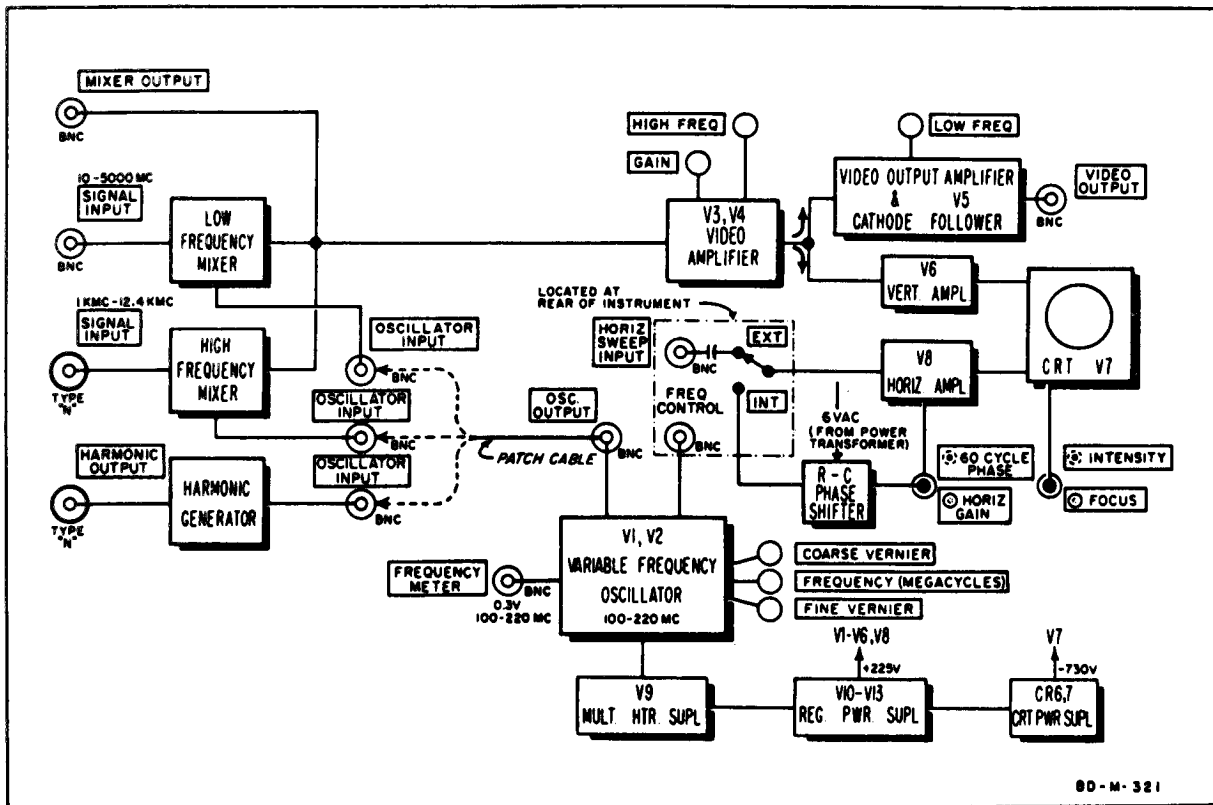 MIXER OUTPUT
BNC
10-5000 MC
SIGNAL
INPUT
BNC
LOW
FREQUENCY
MIXER
1 KMC-12.4 KMC
SIGNAL
INPUT
TYPE
"N"
HIGH
FREQUENCY
MIXER
OSCILLATOR
INPUT
BNC
OSCILLATOR
INPUT
BNC
OSCILLATOR
INPUT
BNC
HARMONIC
OUTPUT
TYPE
"N"
HARMONIC
GENERATOR
PATCH CABLE
OSC.
OUTPUT
BNC
HIGH FREQ
GAIN
V3, V4
VIDEO
AMPLIFIER
LOW FREQ
VIDEO OUTPUT AMPLIFIER
& V5
CATHODE FOLLOWER
VIDEO
OUTPUT
BNC
V6
VERT. AMPL
LOCATED AT
REAR OF INSTRUMENT
HORIZ
SWEEP
INPUT
BNC
EXT
INT
FREQ
CONTROL
BNC
V8
HORIZ AMPL
CRT V7
6 VAC
(FROM POWER
TRANSFORMER)
R-C
PHASE
SHIFTER
60 CYCLE
PHASE
HORIZ
GAIN
INTENSITY
FOCUS
FREQUENCY
METER
BNC
0.3V
100-220 MC
V1, V2
VARIABLE FREQUENCY
OSCILLATOR
100-220 MC
COARSE VERNIER
FREQUENCY (MEGACYCLES)
FINE VERNIER
V1-V6, V8
+225V
V7
-730V
V9
MULT. HTR. SUPL
V10-V13
REG. PWR. SUPL
CR6,7
CRT PWR SUPL
BD-M-321